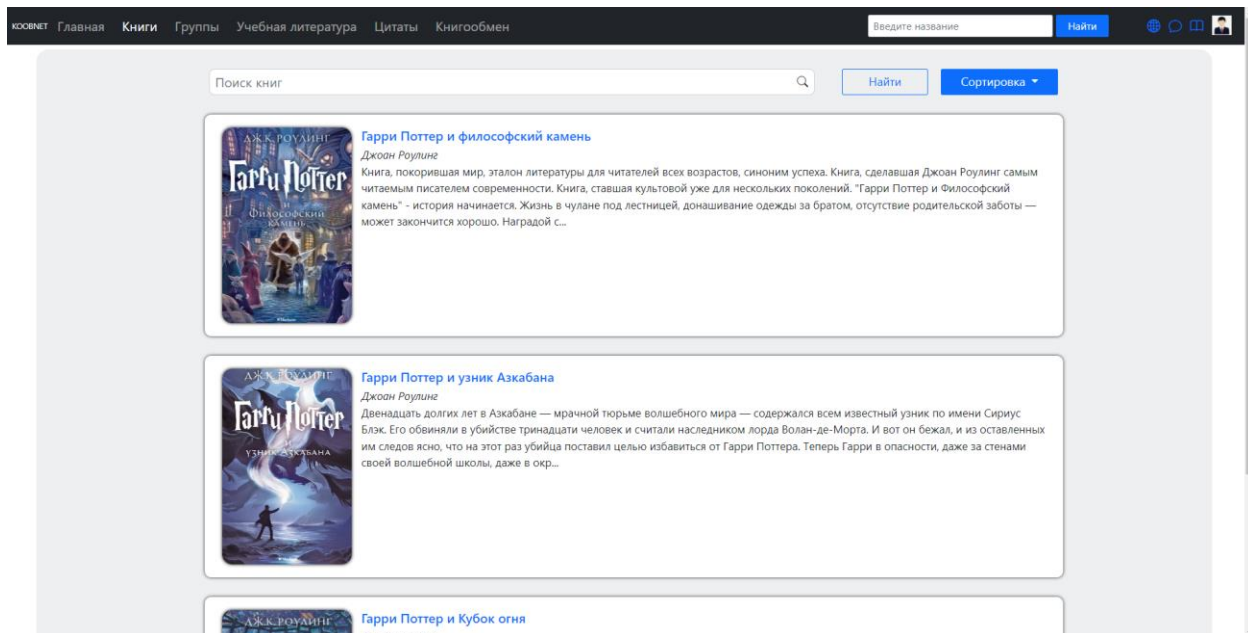 KOOBNET Главная Книги Группы Учебная литература Цитаты Книгообмен Введите название Найти
Поиск книг Найти Сортировка
ДЖ.К.РОУЛИНГ
Гарри Поттер
и
Философский
камень
Гарри Поттер и философский камень
Джоан Роулинг
Книга, покорившая мир, эталон литературы для читателей всех возрастов, синоним успеха. Книга, сделавшая Джоан Роулинг самым
читаемым писателем современности. Книга, ставшая культовой уже для нескольких поколений. "Гарри Поттер и Философский
камень" - история начинается. Жизнь в чулане под лестницей, донашивание одежды за братом, отсутствие родительской заботы —
может закончится хорошо. Наградой с...
ДЖ.К.РОУЛИНГ
Гарри Поттер
УЗНИК АЗКАБАНА
Гарри Поттер и узник Азкабана
Джоан Роулинг
Двенадцать долгих лет в Азкабане — мрачной тюрьме волшебного мира — содержался всем известный узник по имени Сириус
Блэк. Его обвиняли в убийстве тринадцати человек и считали наследником лорда Волан-де-Морта. И вот он бежал, и из оставленных
им следов ясно, что на этот раз убийца поставил целью избавиться от Гарри Поттера. Теперь Гарри в опасности, даже за стенами
своей волшебной школы, даже в окр...
ДЖ.К.РОУЛИНГ
Гарри Поттер и Кубок огня